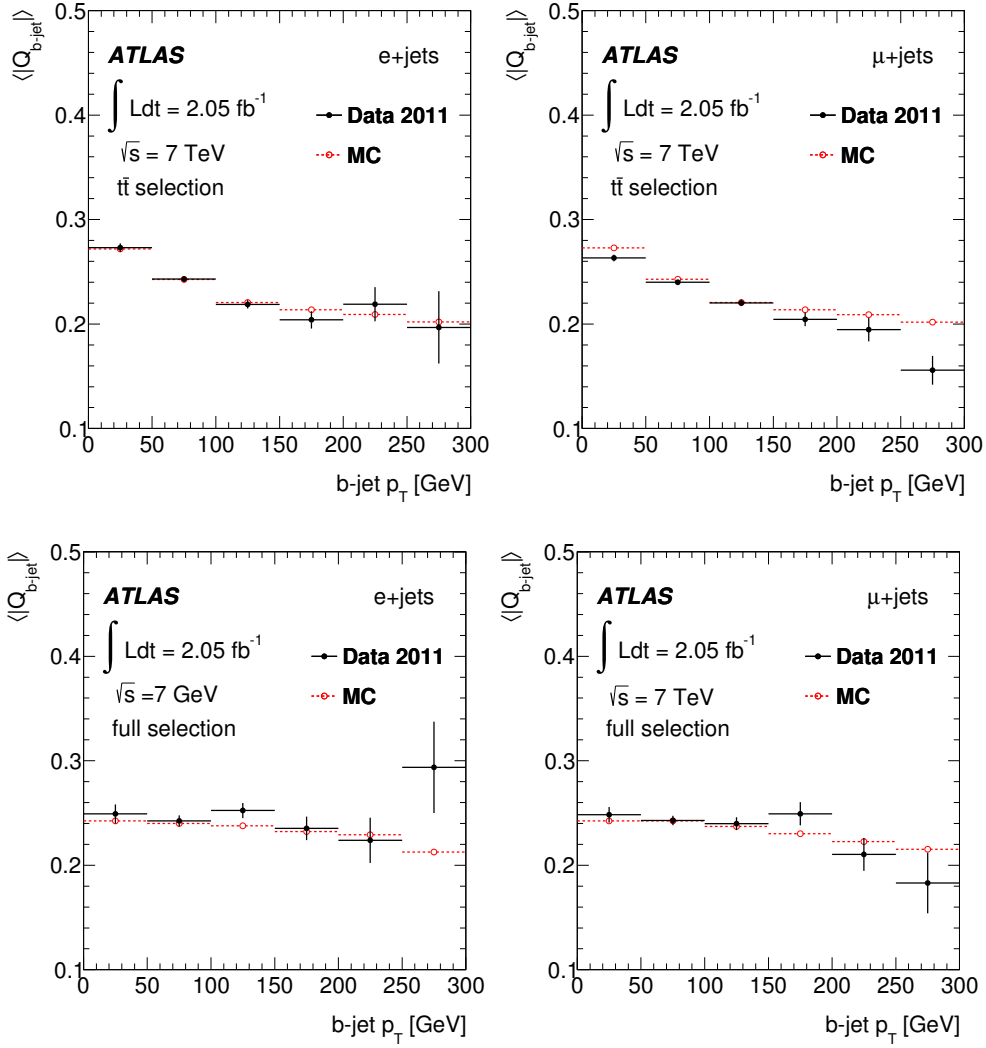 ⟨|Q_{b-jet}|⟩
0.5
ATLAS e+jets
∫ Ldt = 2.05 fb⁻¹
Data 2011
0.4
√s = 7 TeV
MC
tt̄ selection
0.3
0.2
0.1
0 50 100 150 200 250 300
b-jet p_T [GeV]
⟨|Q_{b-jet}|⟩
0.5
ATLAS μ+jets
∫ Ldt = 2.05 fb⁻¹
Data 2011
0.4
√s = 7 TeV
MC
tt̄ selection
0.3
0.2
0.1
0 50 100 150 200 250 300
b-jet p_T [GeV]
⟨|Q_{b-jet}|⟩
0.5
ATLAS e+jets
∫ Ldt = 2.05 fb⁻¹
Data 2011
0.4
√s =7 GeV
MC
full selection
0.3
0.2
0.1
0 50 100 150 200 250 300
b-jet p_T [GeV]
⟨|Q_{b-jet}|⟩
0.5
ATLAS μ+jets
∫ Ldt = 2.05 fb⁻¹
Data 2011
0.4
√s = 7 TeV
MC
full selection
0.3
0.2
0.1
0 50 100 150 200 250 300
b-jet p_T [GeV]